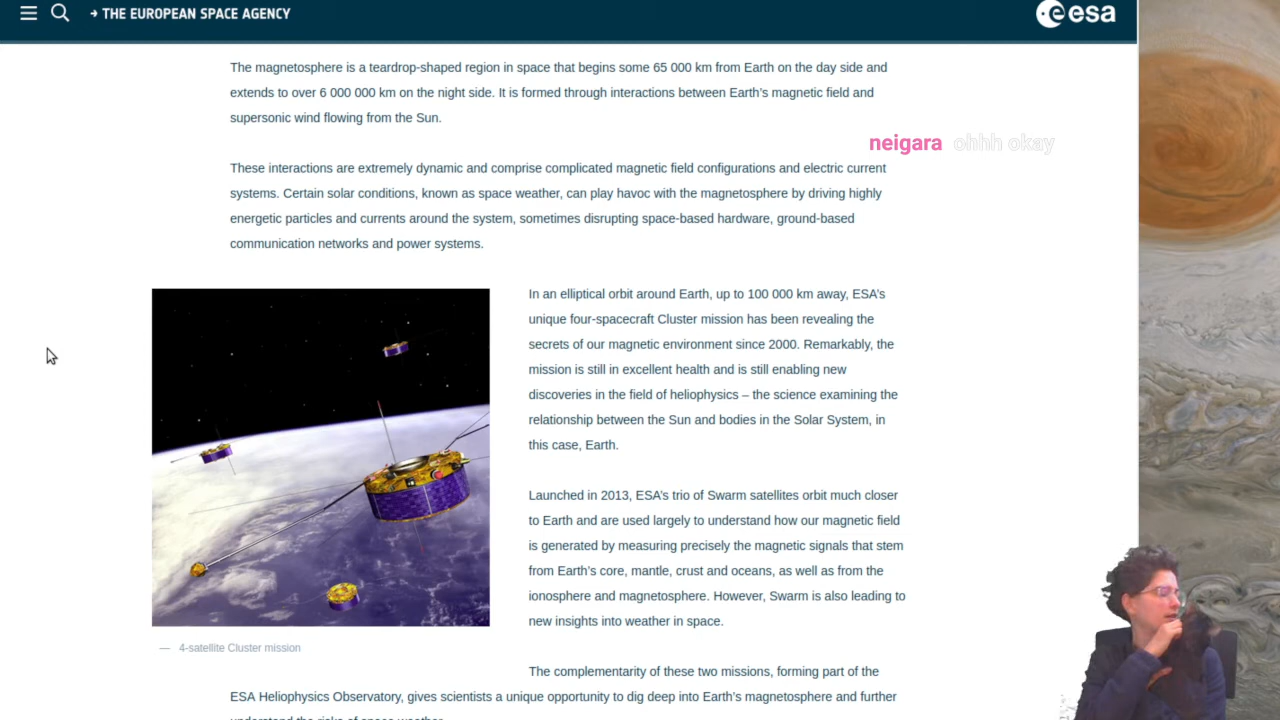 → THE EUROPEAN SPACE AGENCY
esa
The magnetosphere is a teardrop-shaped region in space that begins some 65 000 km from Earth on the day side and
extends to over 6 000 000 km on the night side. It is formed through interactions between Earth’s magnetic field and
supersonic wind flowing from the Sun.
neigara ohhh okay
These interactions are extremely dynamic and comprise complicated magnetic field configurations and electric current
systems. Certain solar conditions, known as space weather, can play havoc with the magnetosphere by driving highly
energetic particles and currents around the system, sometimes disrupting space-based hardware, ground-based
communication networks and power systems.
In an elliptical orbit around Earth, up to 100 000 km away, ESA’s
unique four-spacecraft Cluster mission has been revealing the
secrets of our magnetic environment since 2000. Remarkably, the
mission is still in excellent health and is still enabling new
discoveries in the field of heliophysics – the science examining the
relationship between the Sun and bodies in the Solar System, in
this case, Earth.
Launched in 2013, ESA’s trio of Swarm satellites orbit much closer
to Earth and are used largely to understand how our magnetic field
is generated by measuring precisely the magnetic signals that stem
from Earth’s core, mantle, crust and oceans, as well as from the
ionosphere and magnetosphere. However, Swarm is also leading to
new insights into weather in space.
— 4-satellite Cluster mission
The complementarity of these two missions, forming part of the
ESA Heliophysics Observatory, gives scientists a unique opportunity to dig deep into Earth’s magnetosphere and further
understand the risks of space weather.